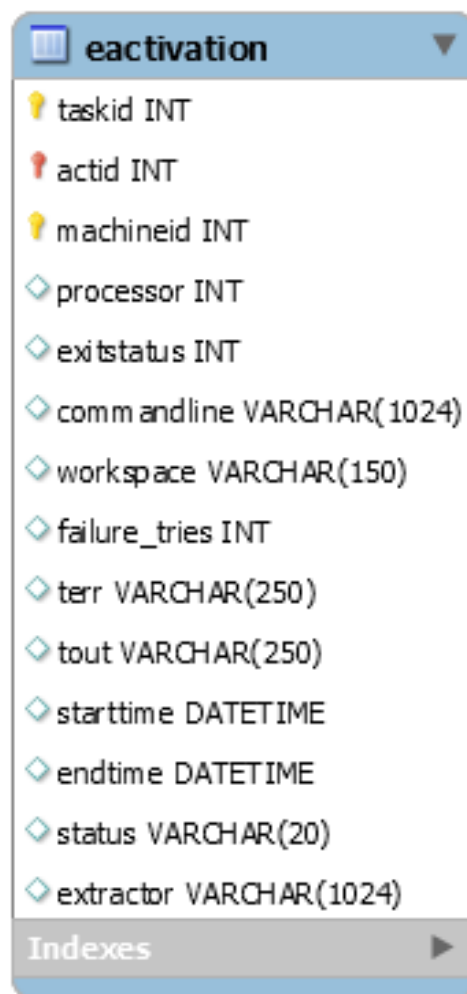 eactivation
taskid INT
actid INT
machineid INT
processor INT
exitstatus INT
commandline VARCHAR(1024)
workspace VARCHAR(150)
failure_tries INT
terr VARCHAR(250)
tout VARCHAR(250)
starttime DATETIME
endtime DATETIME
status VARCHAR(20)
extractor VARCHAR(1024)
Indexes